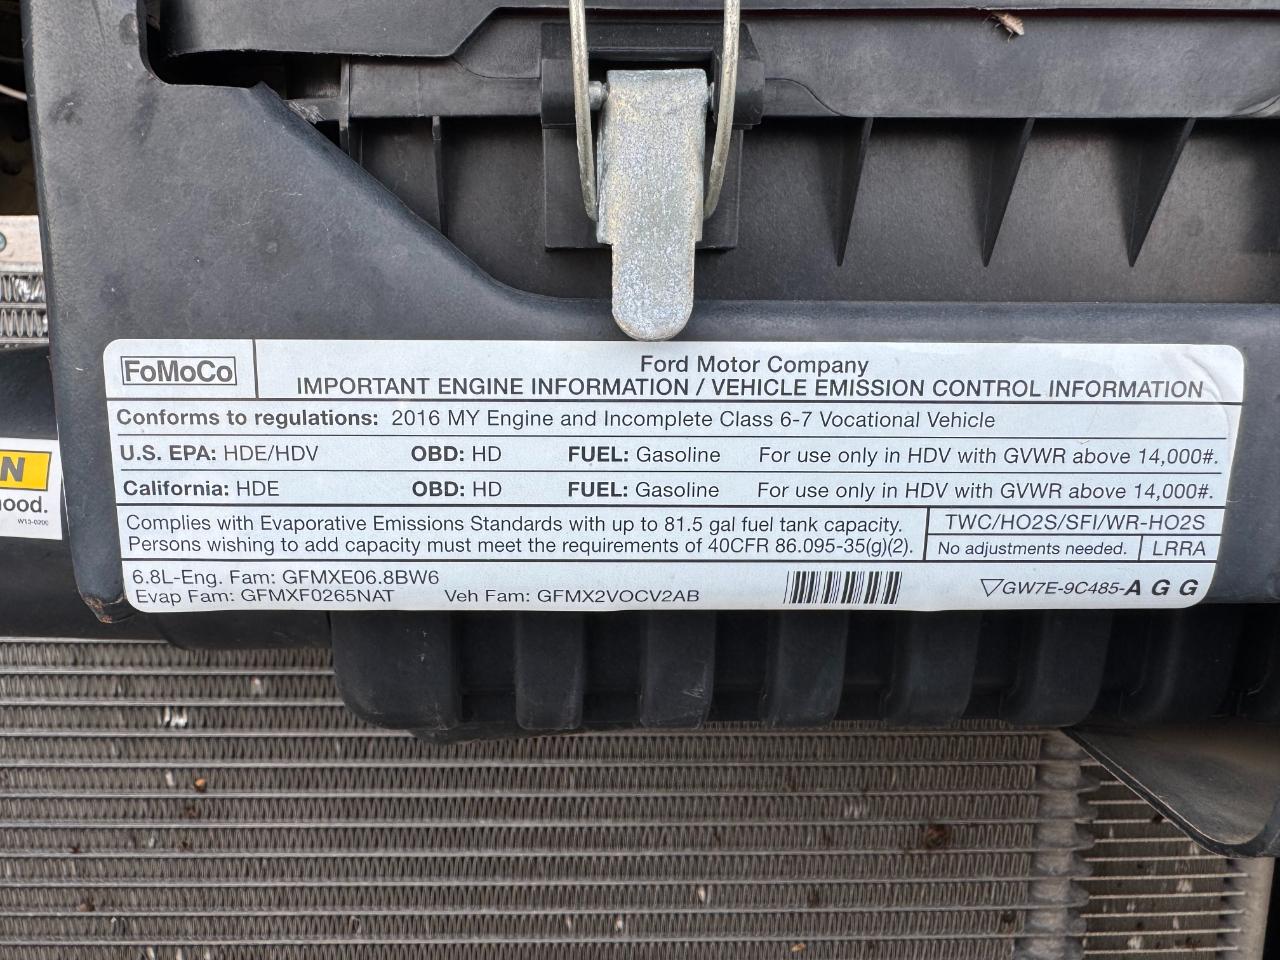 FoMoCo
Ford Motor Company
IMPORTANT ENGINE INFORMATION / VEHICLE EMISSION CONTROL INFORMATION
Conforms to regulations: 2016 MY Engine and Incomplete Class 6-7 Vocational Vehicle
U.S. EPA: HDE/HDV OBD: HD FUEL: Gasoline For use only in HDV with GVWR above 14,000#.
California: HDE OBD: HD FUEL: Gasoline For use only in HDV with GVWR above 14,000#.
Complies with Evaporative Emissions Standards with up to 81.5 gal fuel tank capacity.
Persons wishing to add capacity must meet the requirements of 40CFR 86.095-35(g)(2).
TWC/HO2S/SFI/WR-HO2S
No adjustments needed. LRRA
6.8L-Eng. Fam: GFMXE06.8BW6
Evap Fam: GFMXF0265NAT Veh Fam: GFMX2VOCV2AB
GW7E-9C485-A G G
N
ood.